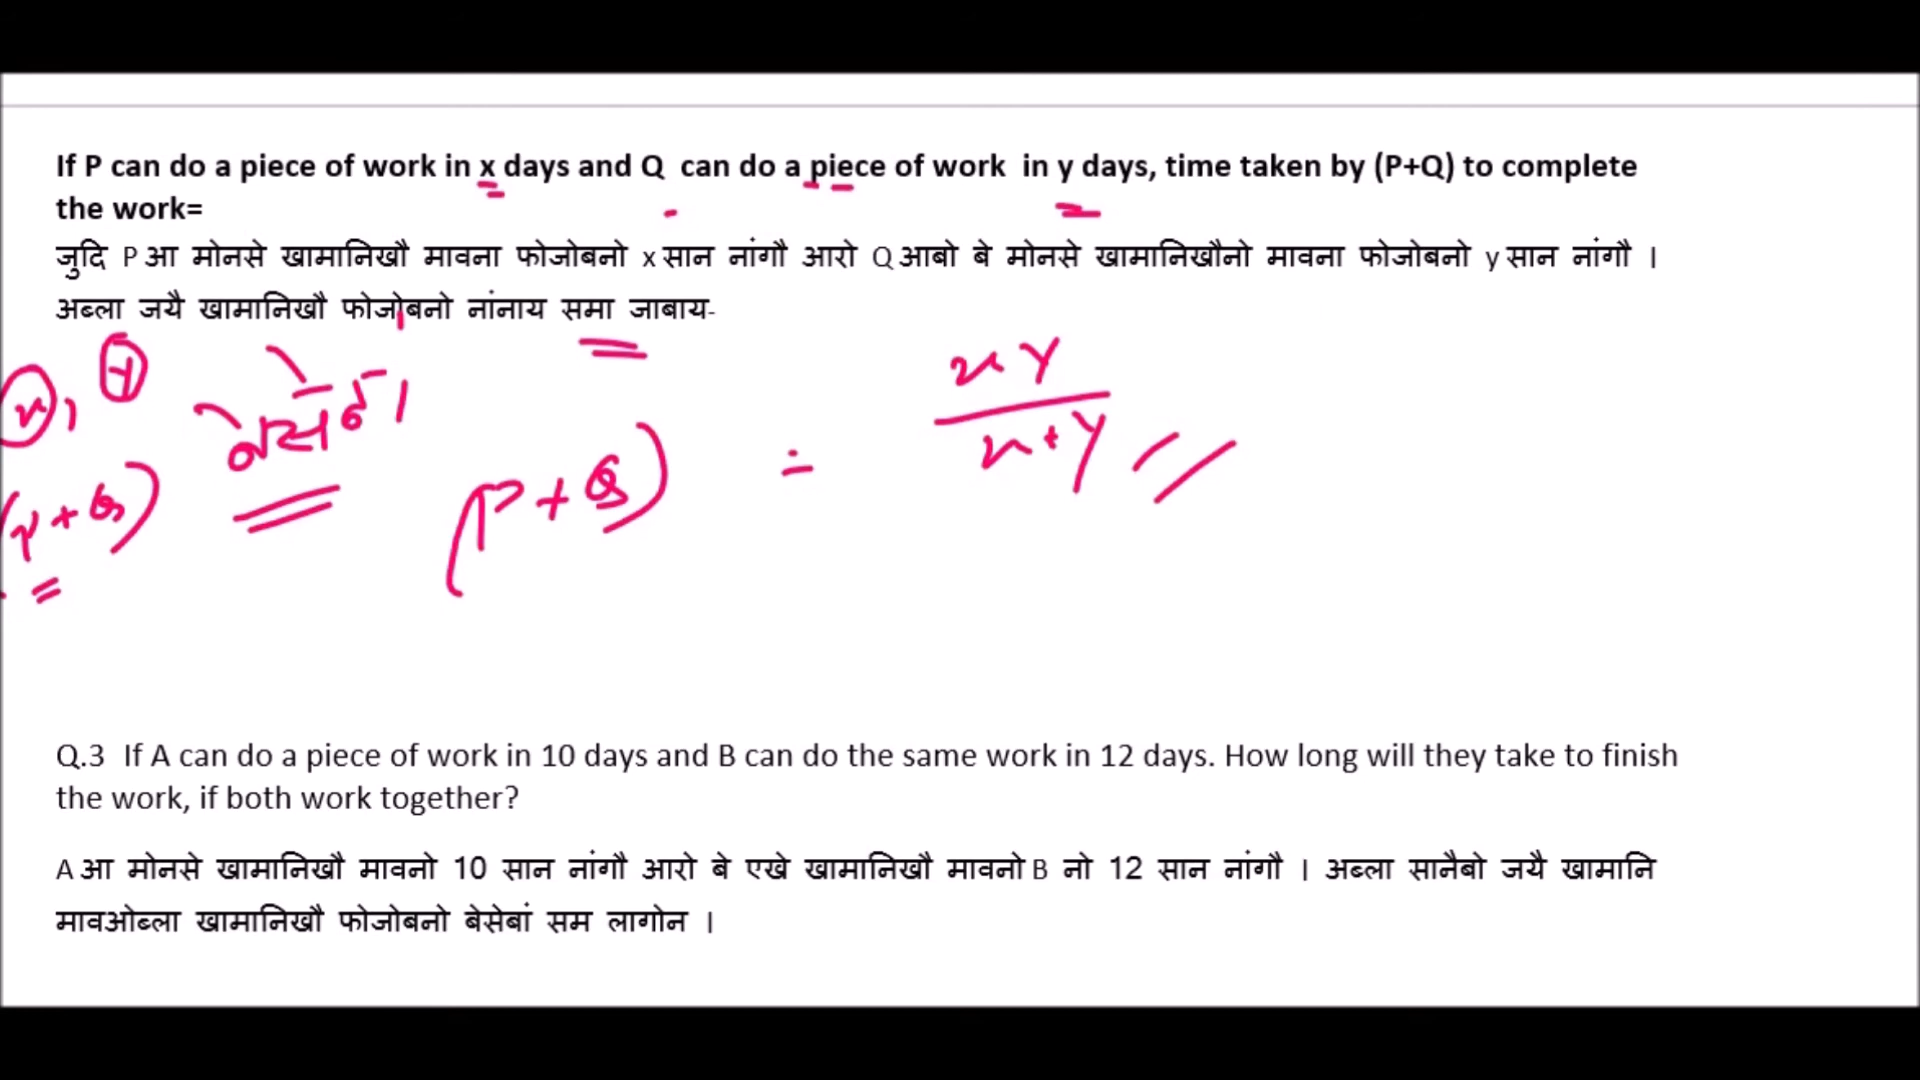 If P can do a piece of work in x days and Q can do a piece of work in y days, time taken by (P+Q) to complete
the work=
जुदि P आ मोनसे खामानिखौ मावना फोजोबनो x सान नांगौ आरो Q आबो बे मोनसे खामानिखौनो मावना फोजोबनो y सान नांगौ ।
अब्ला जयै खामानिखौ फोजोबनो नांनाय समा जाबाय-
x, y
(P+Q)
(P+Q) = xy
x+y
Q.3 If A can do a piece of work in 10 days and B can do the same work in 12 days. How long will they take to finish
the work, if both work together?
A आ मोनसे खामानिखौ मावनो 10 सान नांगौ आरो बे एखे खामानिखौ मावनो B नो 12 सान नांगौ । अब्ला सानैबो जयै खामानि
मावओब्ला खामानिखौ फोजोबनो बेसेबां सम लागोन ।